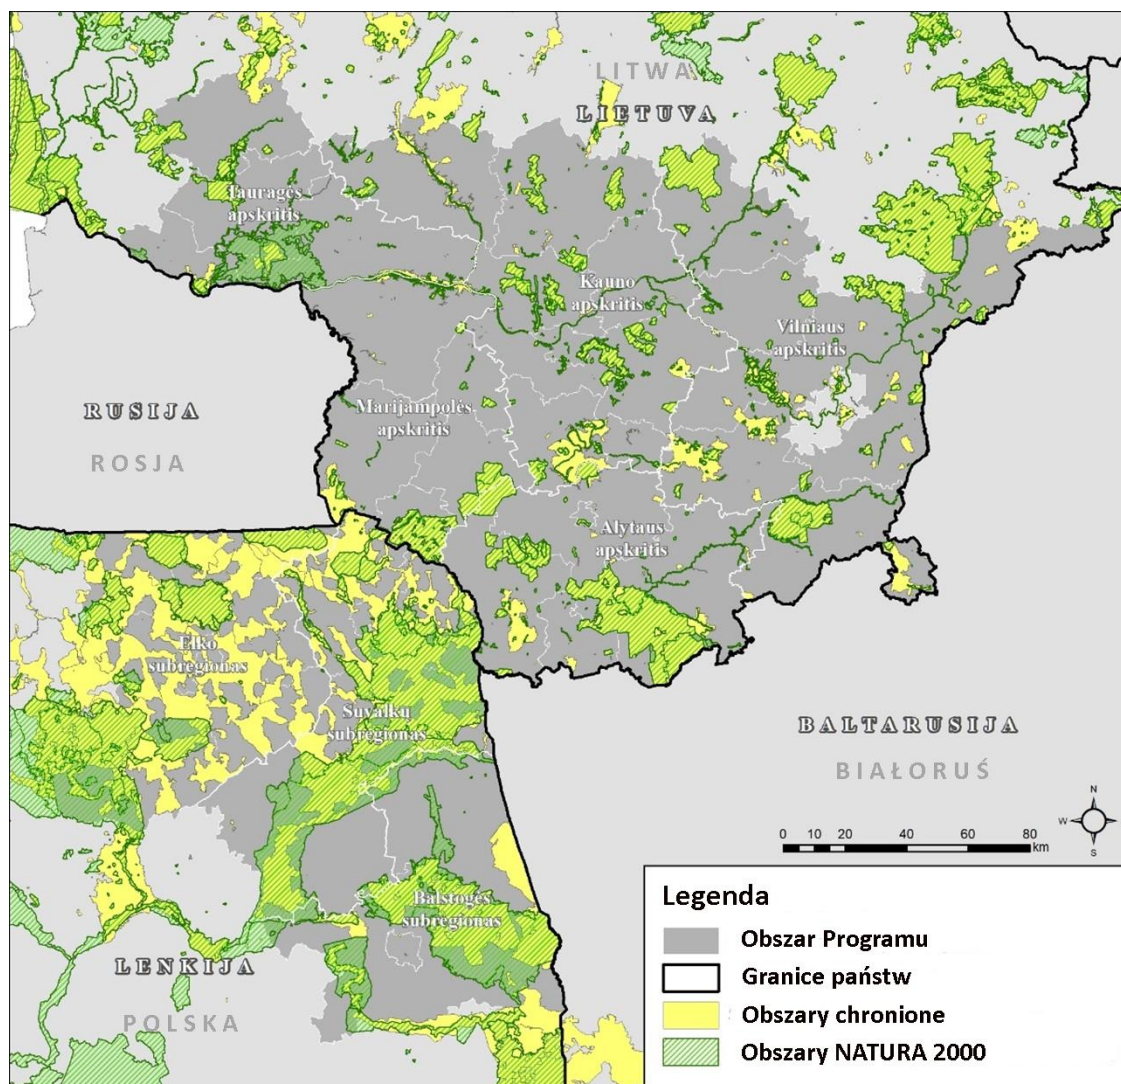 LITWA
LIETUVA
Tauragės
apskritis
Kauno
apskritis
Vilniaus
apskritis
RUSIJA
ROSJA
Marijampolės
apskritis
Alytaus
apskritis
Elko
subregionas
Suvalkų
subregionas
BALTARUSIJA
BIAŁORUŚ
N
W
S
0 10 20 40 60 80
km
Balstogės
subregionas
LENKIJA
POLSKA
Legenda
Obszar Programu
Granice państw
Obszary chronione
Obszary NATURA 2000